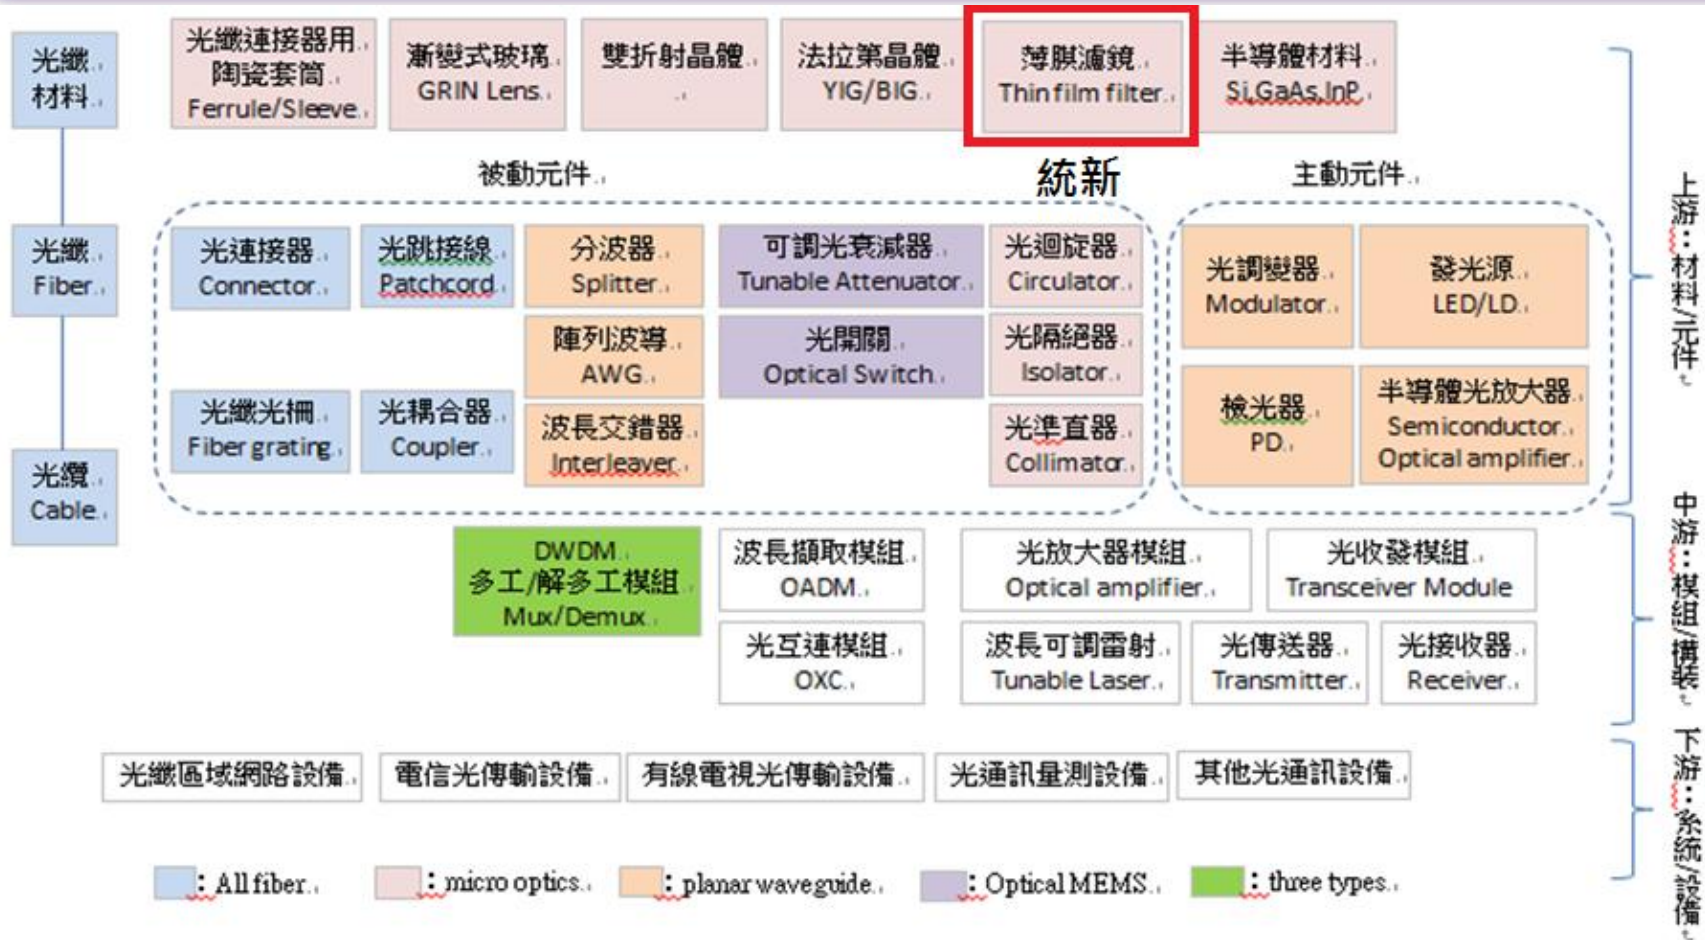 光纖
材料
光纖連接器用
陶瓷套筒
Ferrule/Sleeve
漸變式玻璃
GRIN Lens
雙折射晶體
法拉第晶體
YIG/BIG
薄膜濾鏡
Thin film filter
半導體材料
Si,GaAs,InP
被動元件
統新
主動元件
上游：材料/元件
光纖
Fiber
光連接器
Connector
光跳接線
Patchcord
分波器
Splitter
可調光衰減器
Tunable Attenuator
光迴旋器
Circulator
光調變器
Modulator
發光源
LED/LD
陣列波導
AWG
光開關
Optical Switch
光隔絕器
Isolator
光纖光柵
Fiber grating
光耦合器
Coupler
波長交錯器
Interleaver
光準直器
Collimator
檢光器
PD
半導體光放大器
Semiconductor
Optical amplifier
光纜
Cable
中游：模組/構裝
DWDM
多工/解多工模組
Mux/Demux
波長擷取模組
OADM
光放大器模組
Optical amplifier
光收發模組
Transceiver Module
光互連模組
OXC
波長可調雷射
Tunable Laser
光傳送器
Transmitter
光接收器
Receiver
下游：系統/設備
光纖區域網路設備
電信光傳輸設備
有線電視光傳輸設備
光通訊量測設備
其他光通訊設備
：All fiber
：micro optics
：planar waveguide
：Optical MEMS
：three types